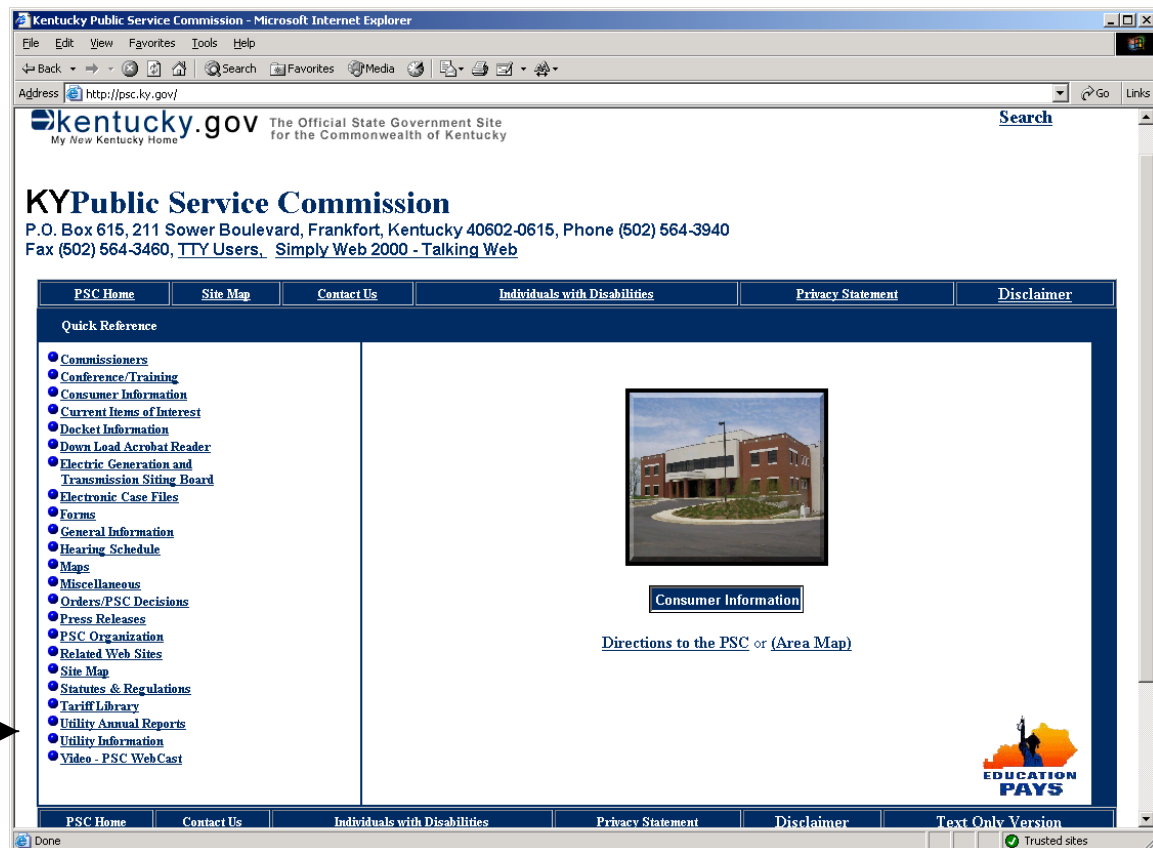 Kentucky Public Service Commission - Microsoft Internet Explorer
File Edit View Favorites Tools Help
Back Search Favorites Media
Address http://psc.ky.gov/ Go Links
kentucky.gov The Official State Government Site
My New Kentucky Home for the Commonwealth of Kentucky
Search
KYPublic Service Commission
P.O. Box 615, 211 Sower Boulevard, Frankfort, Kentucky 40602-0615, Phone (502) 564-3940
Fax (502) 564-3460, TTY Users, Simply Web 2000 - Talking Web
PSC Home Site Map Contact Us Individuals with Disabilities Privacy Statement Disclaimer
Quick Reference
Commissioners
Conference/Training
Consumer Information
Current Items of Interest
Docket Information
Down Load Acrobat Reader
Electric Generation and
Transmission Siting Board
Electronic Case Files
Forms
General Information
Hearing Schedule
Maps
Miscellaneous
Orders/PSC Decisions
Press Releases
PSC Organization
Related Web Sites
Site Map
Statutes & Regulations
Tariff Library
Utility Annual Reports
Utility Information
Video - PSC WebCast
Consumer Information
Directions to the PSC or (Area Map)
EDUCATION
PAYS
PSC Home Contact Us Individuals with Disabilities Privacy Statement Disclaimer Text Only Version
Done Trusted sites